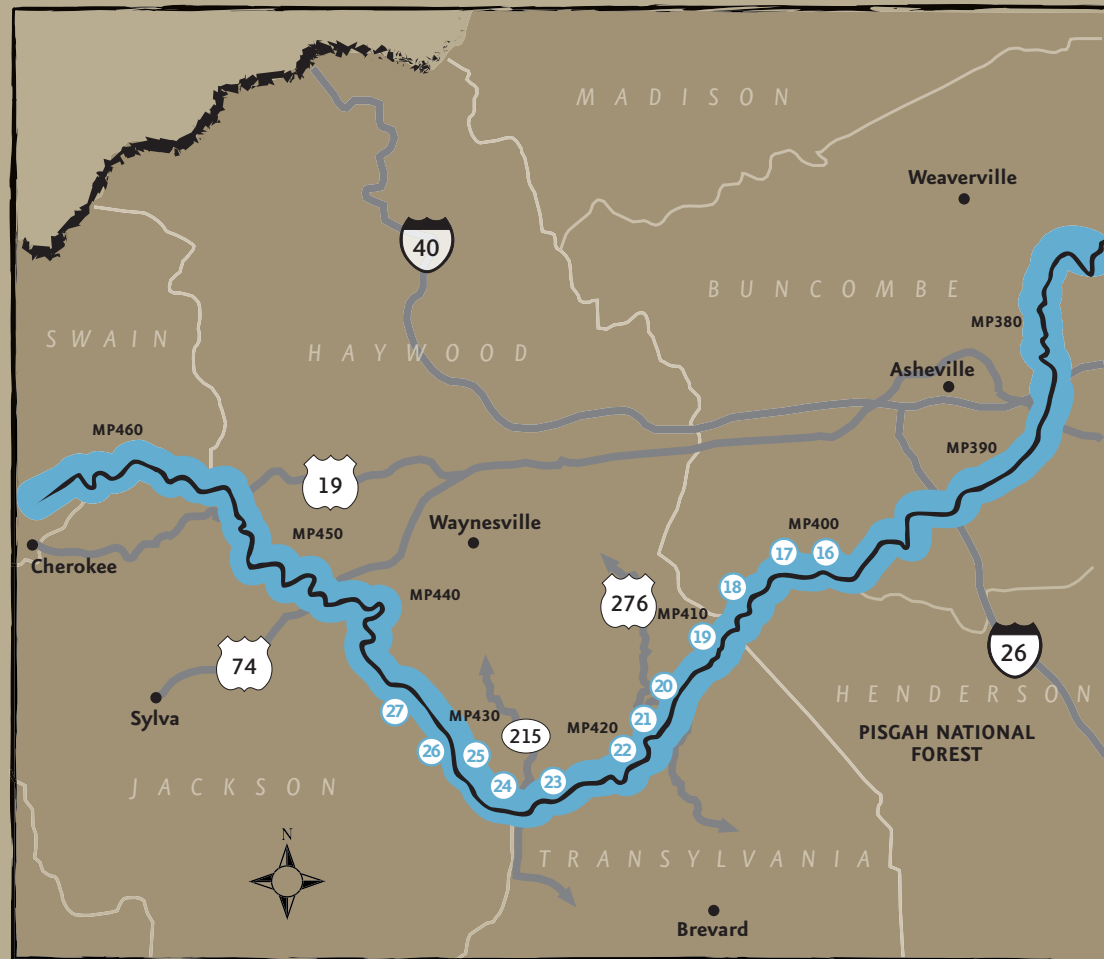 MADISON
Weaverville
40
BUNCOMBE
MP380
SWAIN
HAYWOOD
Asheville
MP460
MP390
19
Waynesville
MP400
MP450
Cherokee
17
16
18
276
MP410
MP440
19
26
74
20
HENDERSON
Sylva
27
MP430
21
215
MP420
PISGAH NATIONAL
FOREST
26
25
22
24
23
JACKSON
N
TRANSYLVANIA
Brevard